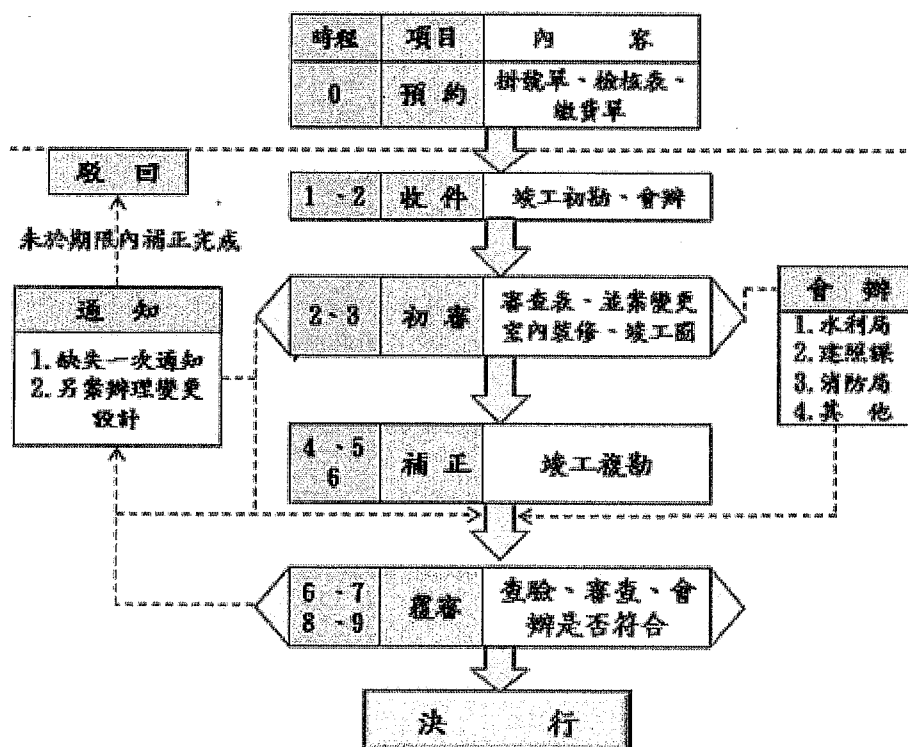 時程 項目 內 容
0 預約 掛號單、檢核表、
繳費單
駁 回
1、2 收件 竣工初勘、會辦
未於期限內補正完成
通 知
1.缺失一次通知
2.另案辦理變更
設計
2、3 初審 審查表、並案變更
室內裝修、竣工圖
會 辦
1.水利局
2.建照課
3.消防局
4.其 他
4、5
6
補正 竣工複勘
6、7
8、9
覆審 查驗、審查、會
辦是否符合
決 行